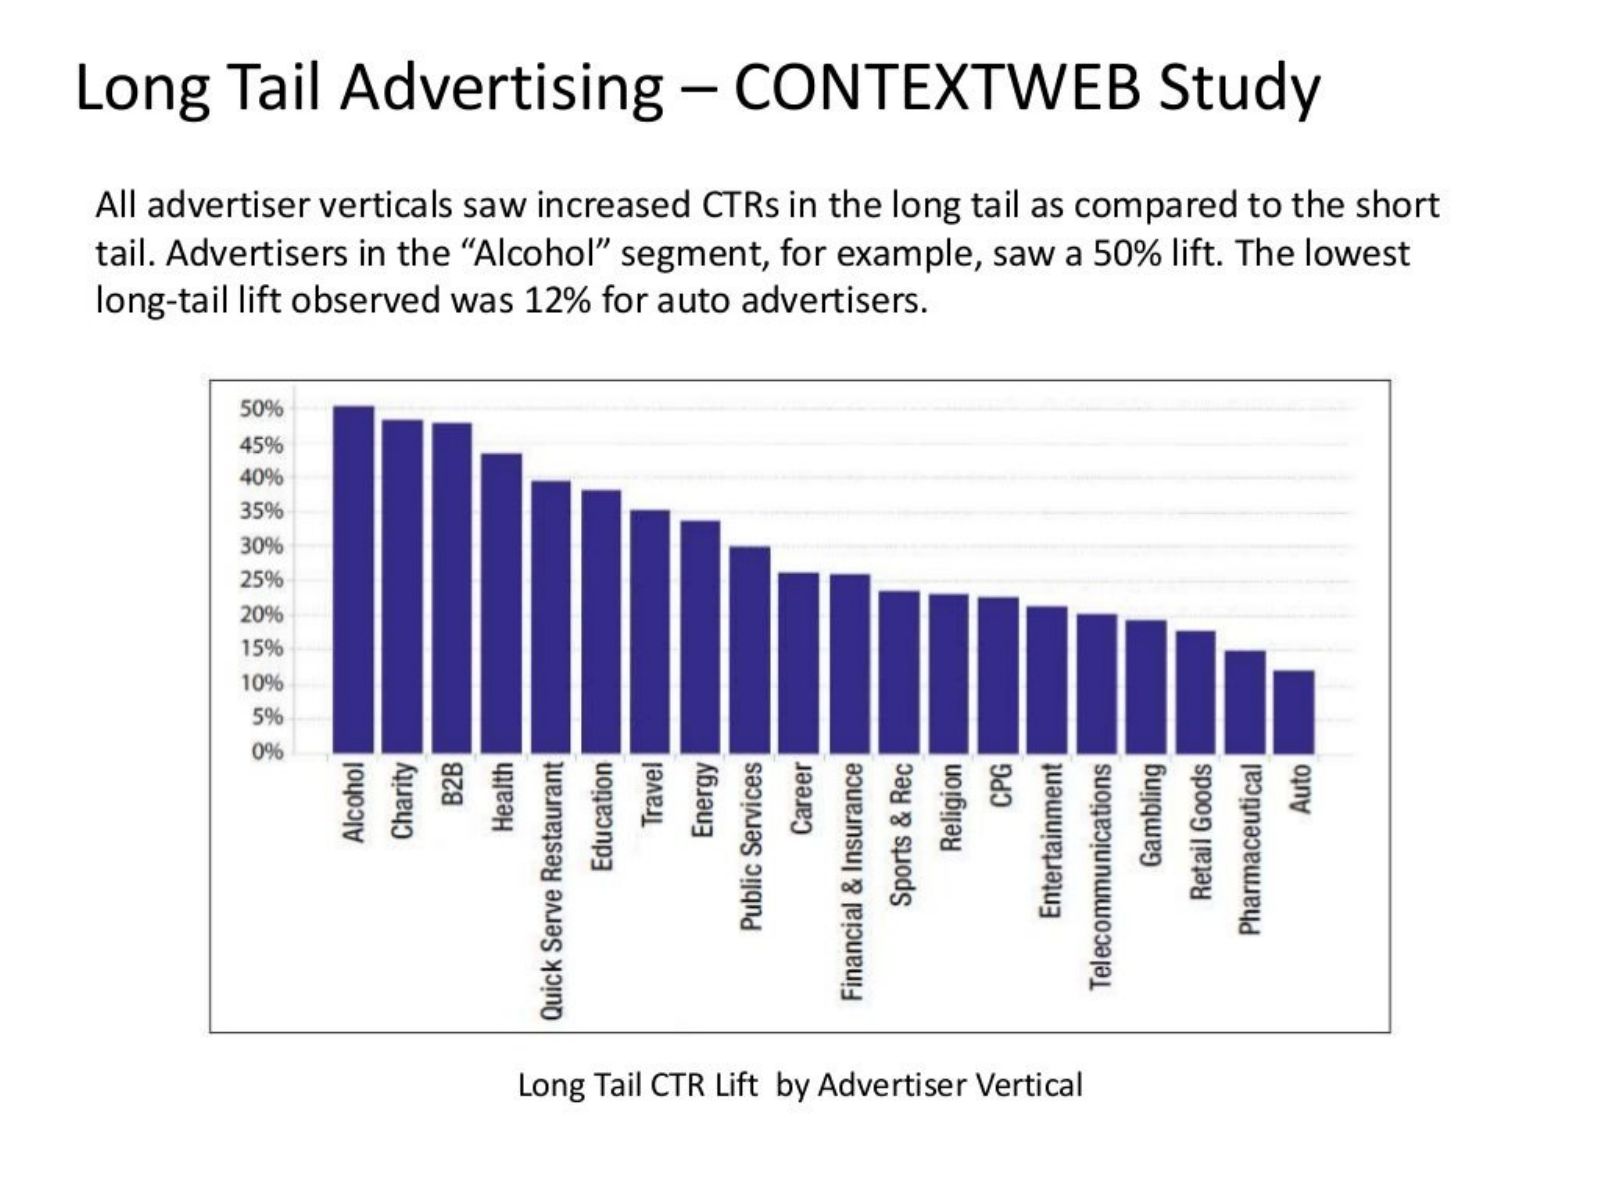 Long Tail Advertising – CONTEXTWEB Study
All advertiser verticals saw increased CTRs in the long tail as compared to the short
tail. Advertisers in the “Alcohol” segment, for example, saw a 50% lift. The lowest
long-tail lift observed was 12% for auto advertisers.
50%
45%
40%
35%
30%
25%
20%
15%
10%
5%
0%
Alcohol
Charity
B2B
Health
Quick Serve Restaurant
Education
Travel
Energy
Public Services
Career
Financial & Insurance
Sports & Rec
Religion
CPG
Entertainment
Telecommunications
Gambling
Retail Goods
Pharmaceutical
Auto
Long Tail CTR Lift by Advertiser Vertical